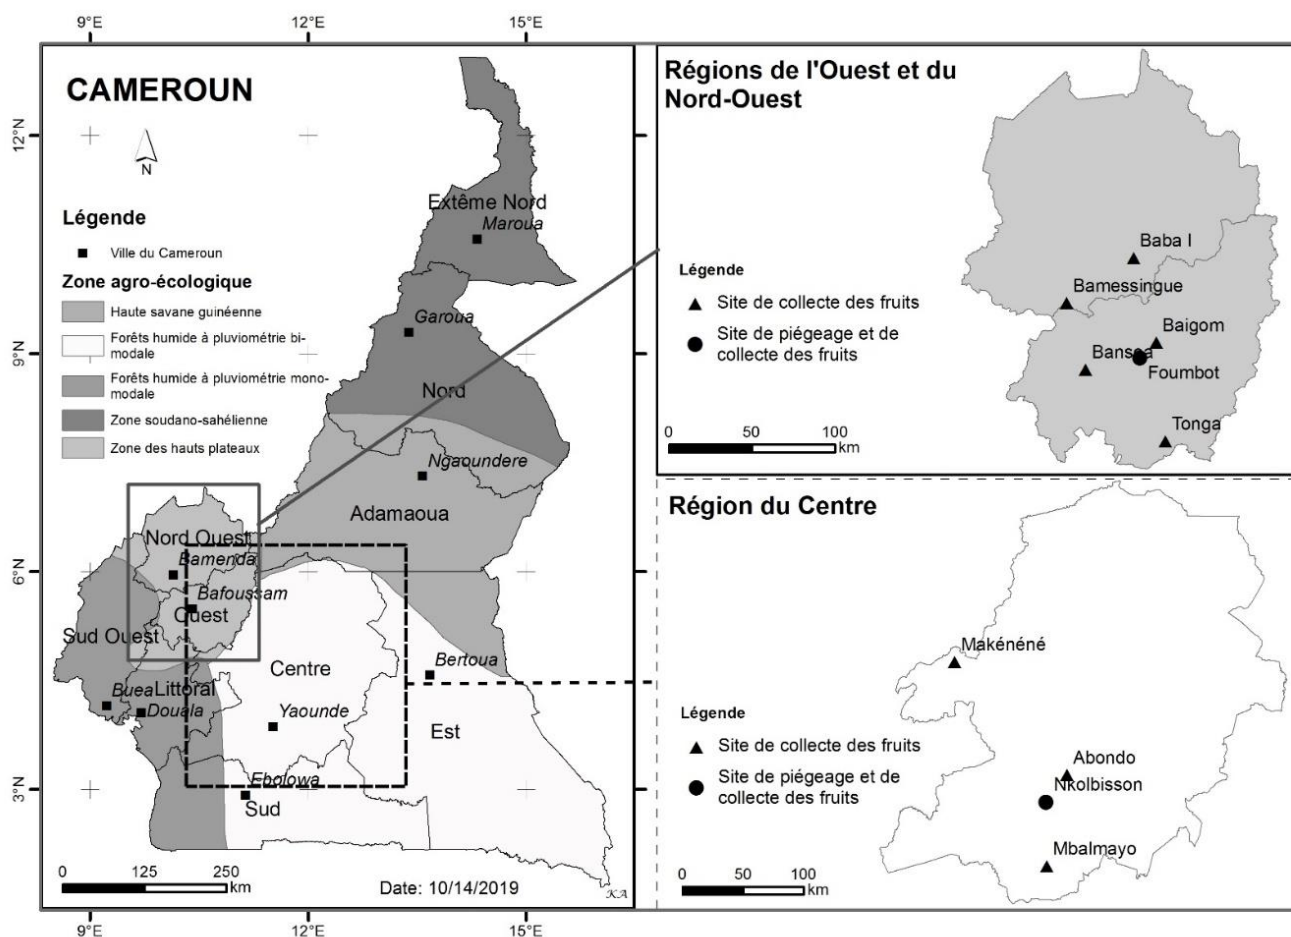 9°E
12°E
15°E
12°N
9°N
6°N
3°N
CAMEROUN
N
Légende
Ville du Cameroun
Zone agro-écologique
Haute savane guinéenne
Forêts humide à pluviométrie bi-
modale
Forêts humide à pluviométrie mono-
modale
Zone soudano-sahélienne
Zone des hauts plateaux
Extême Nord
Maroua
Garoua
Nord
Ngaoundere
Adamaoua
Nord Ouest
Bamenda
Bafoussam
Ouest
Sud Ouest
Centre
Bertoua
Buea
Littoral
Douala
Yaounde
Est
Ebolowa
Sud
0 125 250
km
Date: 10/14/2019
KA
9°E
12°E
15°E
Régions de l'Ouest et du
Nord-Ouest
Légende
Site de collecte des fruits
Site de piégeage et de
collecte des fruits
0 50 100
km
Baba I
Bamessingue
Baigom
Bansoa
Foumbot
Tonga
Région du Centre
Légende
Site de collecte des fruits
Site de piégeage et de
collecte des fruits
0 50 100
km
Makénéné
Abondo
Nkolbisson
Mbalmayo